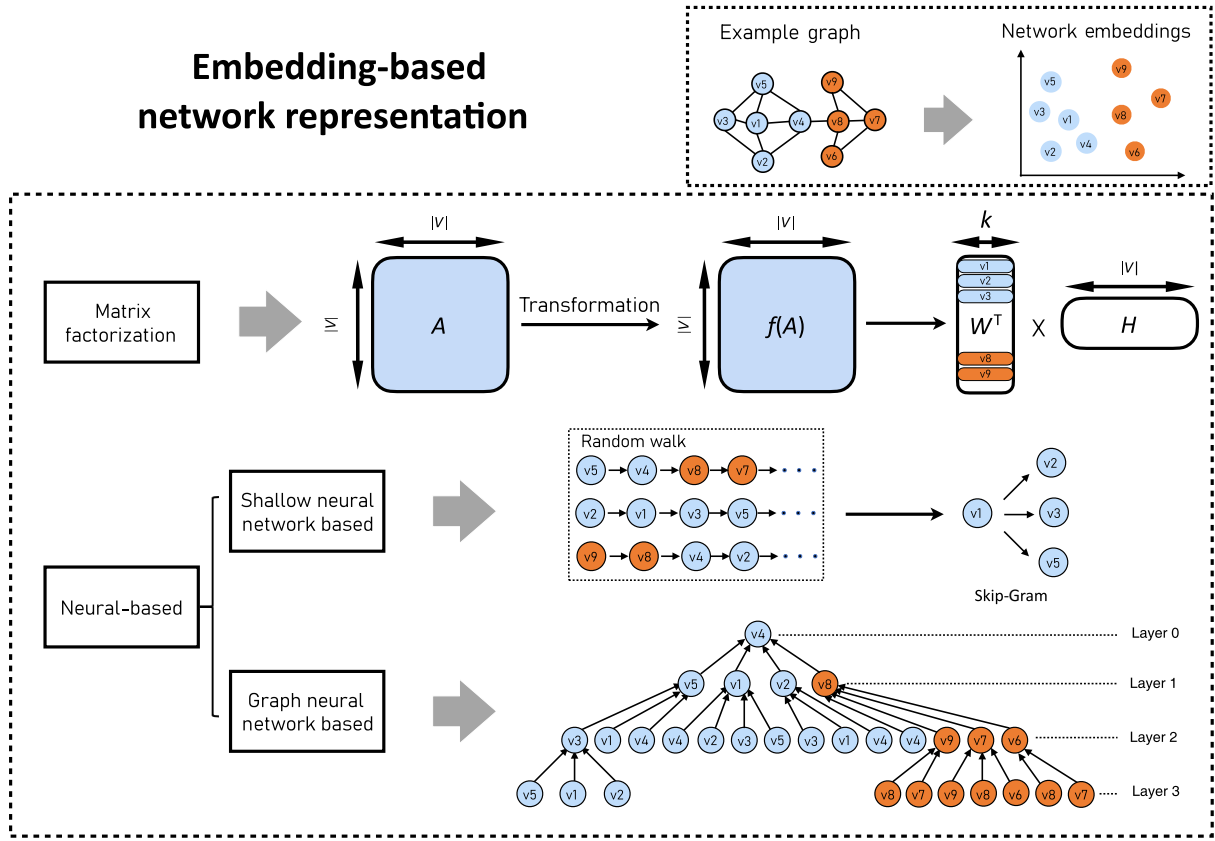 Embedding-based
network representation
Example graph
Network embeddings
v5
v3
v1
v4
v2
v9
v8
v7
v6
v5
v3
v1
v4
v2
v9
v8
v7
v6
Matrix
factorization
|V|
|V|
A
Transformation
|V|
|V|
f(A)
k
v1
v2
v3
W^T
v8
v9
X
|V|
H
Neural-based
Shallow neural
network based
Random walk
v5 v4 v8 v7 . . .
v2 v1 v3 v5 . . .
v9 v8 v4 v2 . . .
v1
v2
v3
v5
Skip-Gram
Graph neural
network based
v4 Layer 0
v5 v1 v2 v8 Layer 1
v3 v1 v4 v4 v2 v3 v5 v3 v1 v4 v4 v9 v7 v6 Layer 2
v5 v1 v2 v8 v7 v9 v8 v6 v8 v7 Layer 3